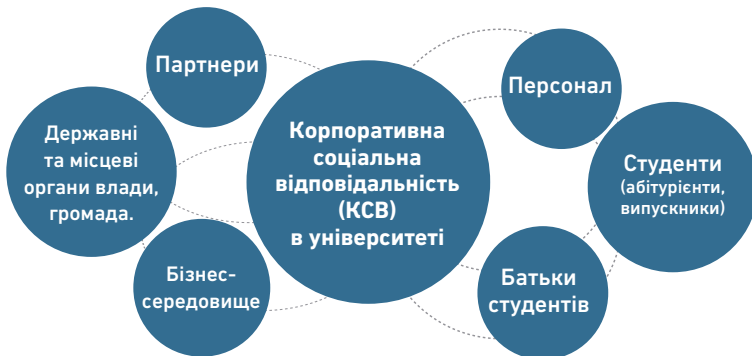 Партнери
Державні
та місцеві
органи влади,
громада.
Бізнес-
середовище
Корпоративна
соціальна
відповідальність
(КСВ)
в університеті
Персонал
Студенти
(абітурієнти,
випускники)
Батьки
студентів